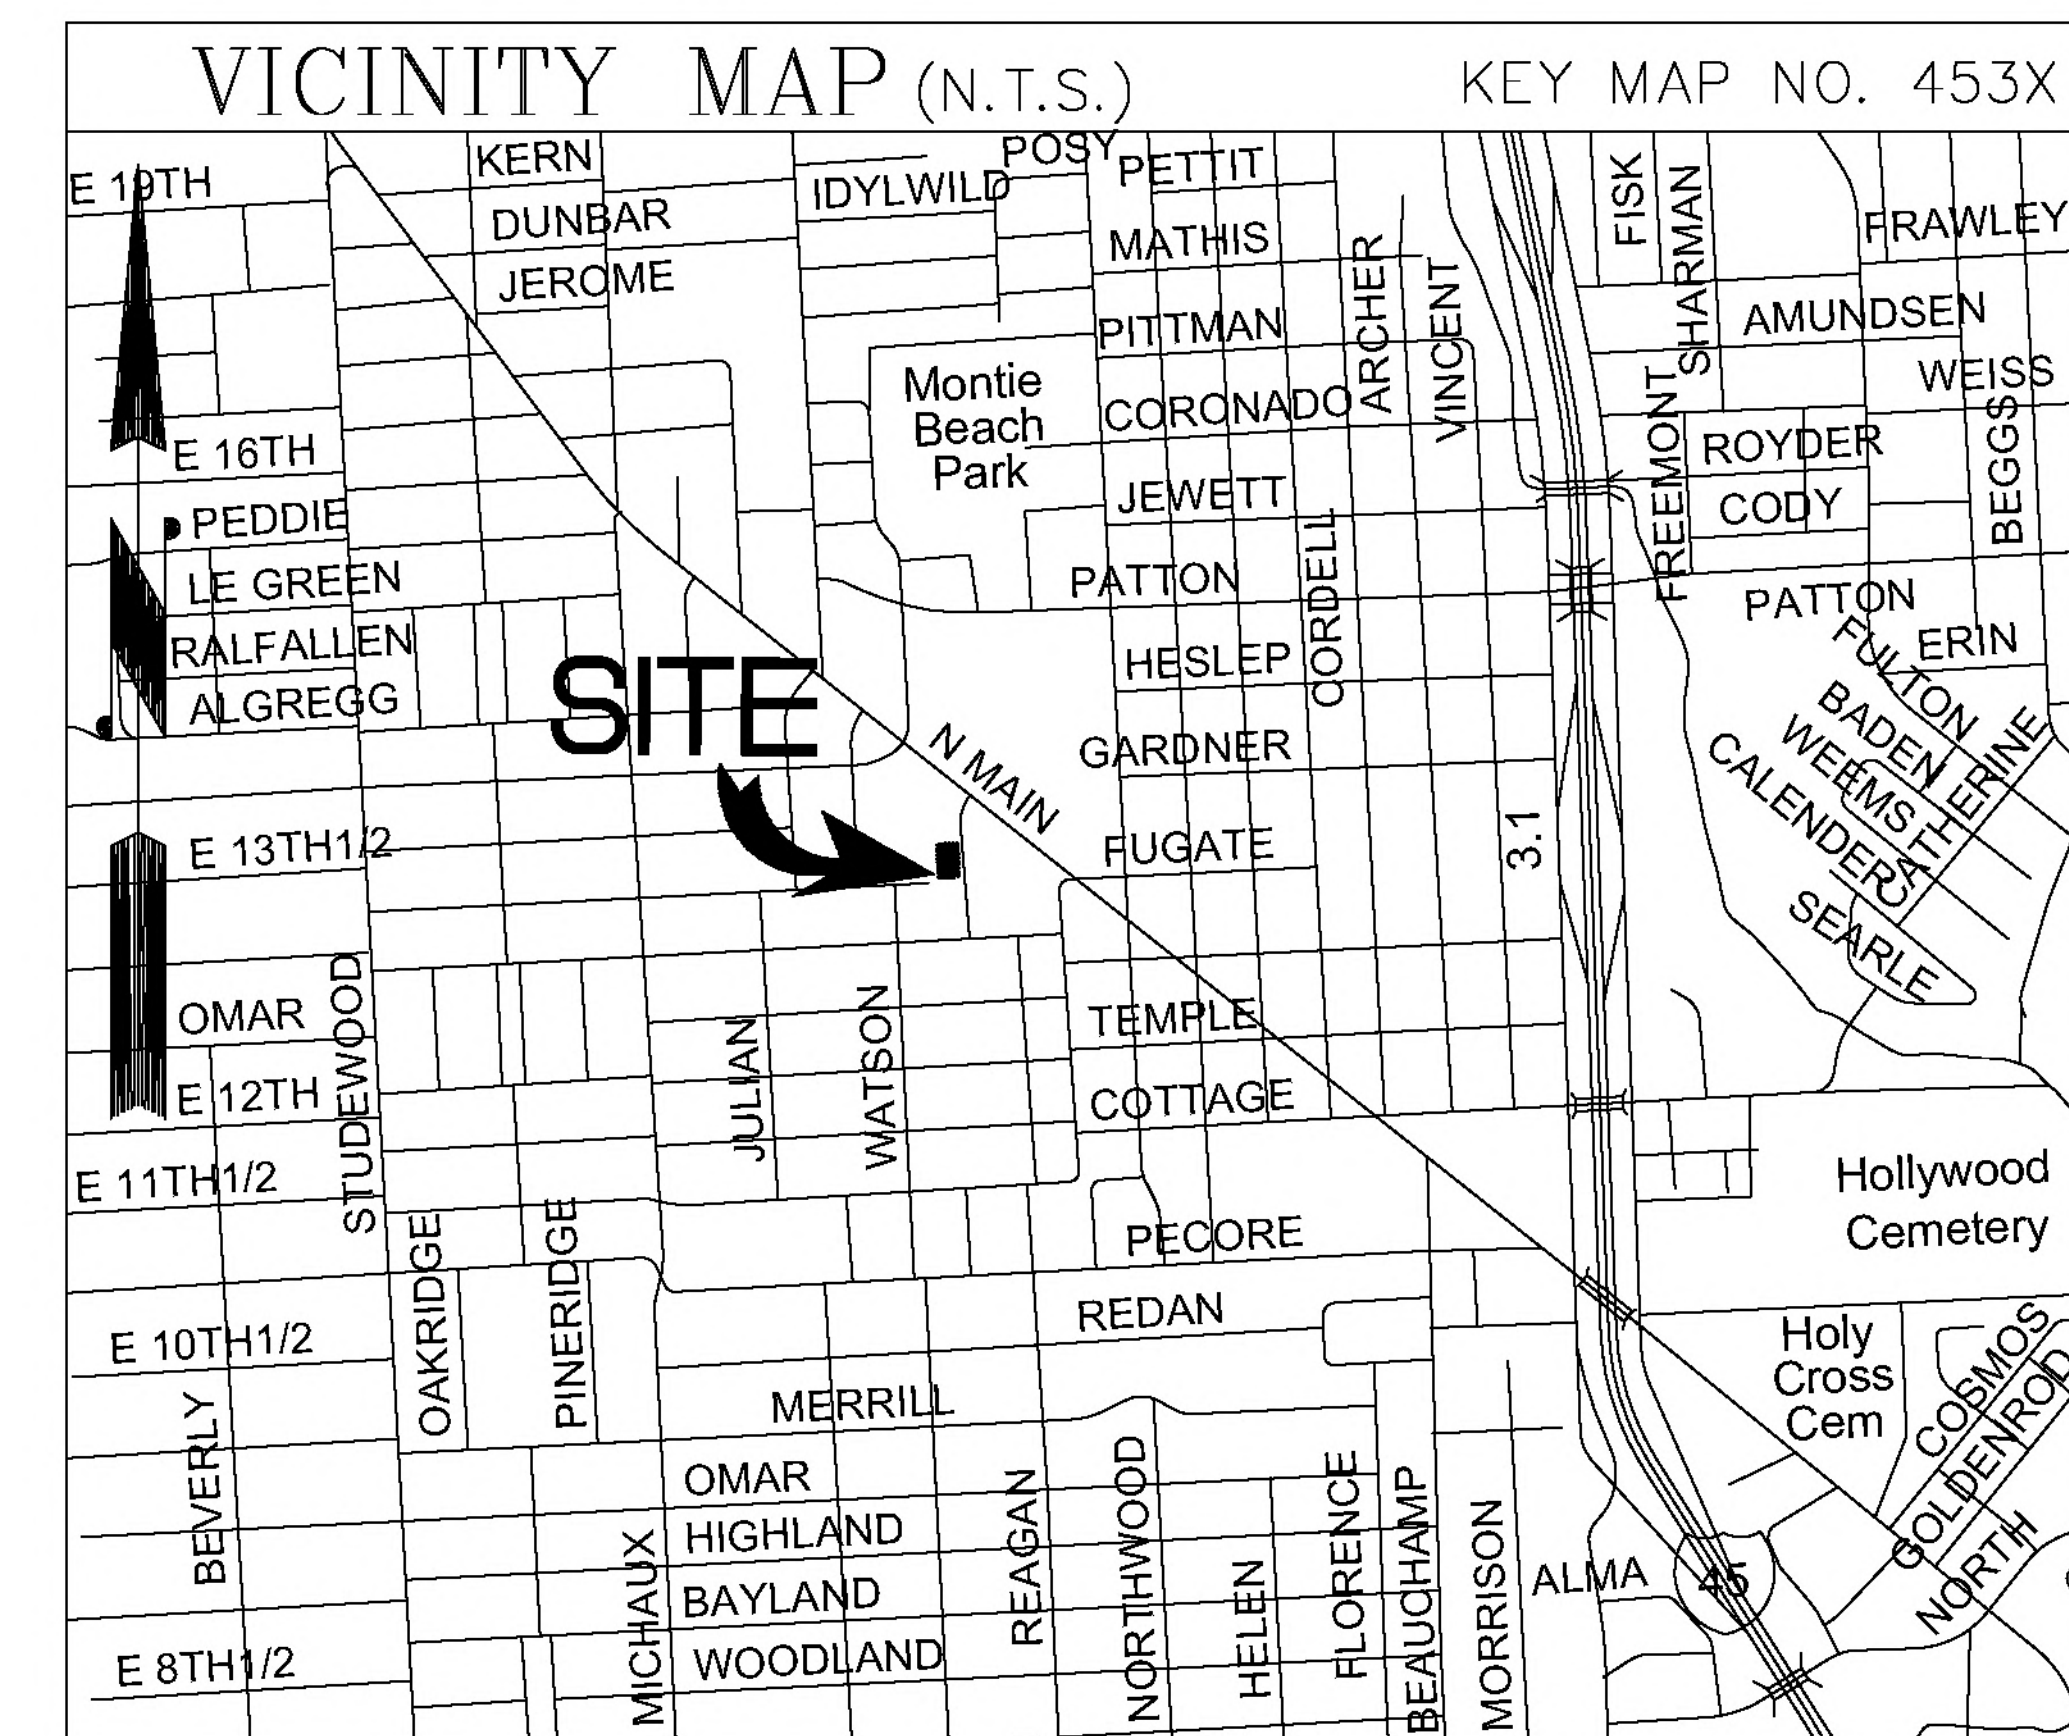 VICINITY MAP (N.T.S.)
KEY MAP NO. 453X
E 19TH
KERN
POSY
PETTIT
IDYLWILD
DUNBAR
MATHIS
JEROME
FISK
SHARMAN
FRAWLEY
ARCHER
VINCENT
PITTMAN
AMUNDSEN
Montie
Beach
Park
CORONADO
WEISS
E 16TH
FREEMONT
ROYDER
BEGGS
JEWETT
CODY
PEDDIE
LE GREEN
PATTON
CORDELL
PATTON
RALFALLEN
HESLEP
FULTON
ERIN
ALGREGG
SITE
BADEN
WEEMS
CATHERINE
CALENDER
N MAIN
GARDNER
E 13TH1/2
FUGATE
3.1
SEARLE
OMAR
STUDEWOOD
JULIAN
WATSON
TEMPLE
E 12TH
COTTAGE
E 11TH1/2
Hollywood
Cemetery
OAKRIDGE
PINERIDGE
PECORE
REDAN
E 10TH1/2
Holy
Cross
Cem
COSMOS
GOLDENROD
MERRILL
BEVERLY
OMAR
HIGHLAND
BAYLAND
WOODLAND
MICHAUX
REAGAN
NORTHWOOD
HELEN
FLORENCE
BEAUCHAMP
MORRISON
ALMA
45
NORTH
E 8TH1/2